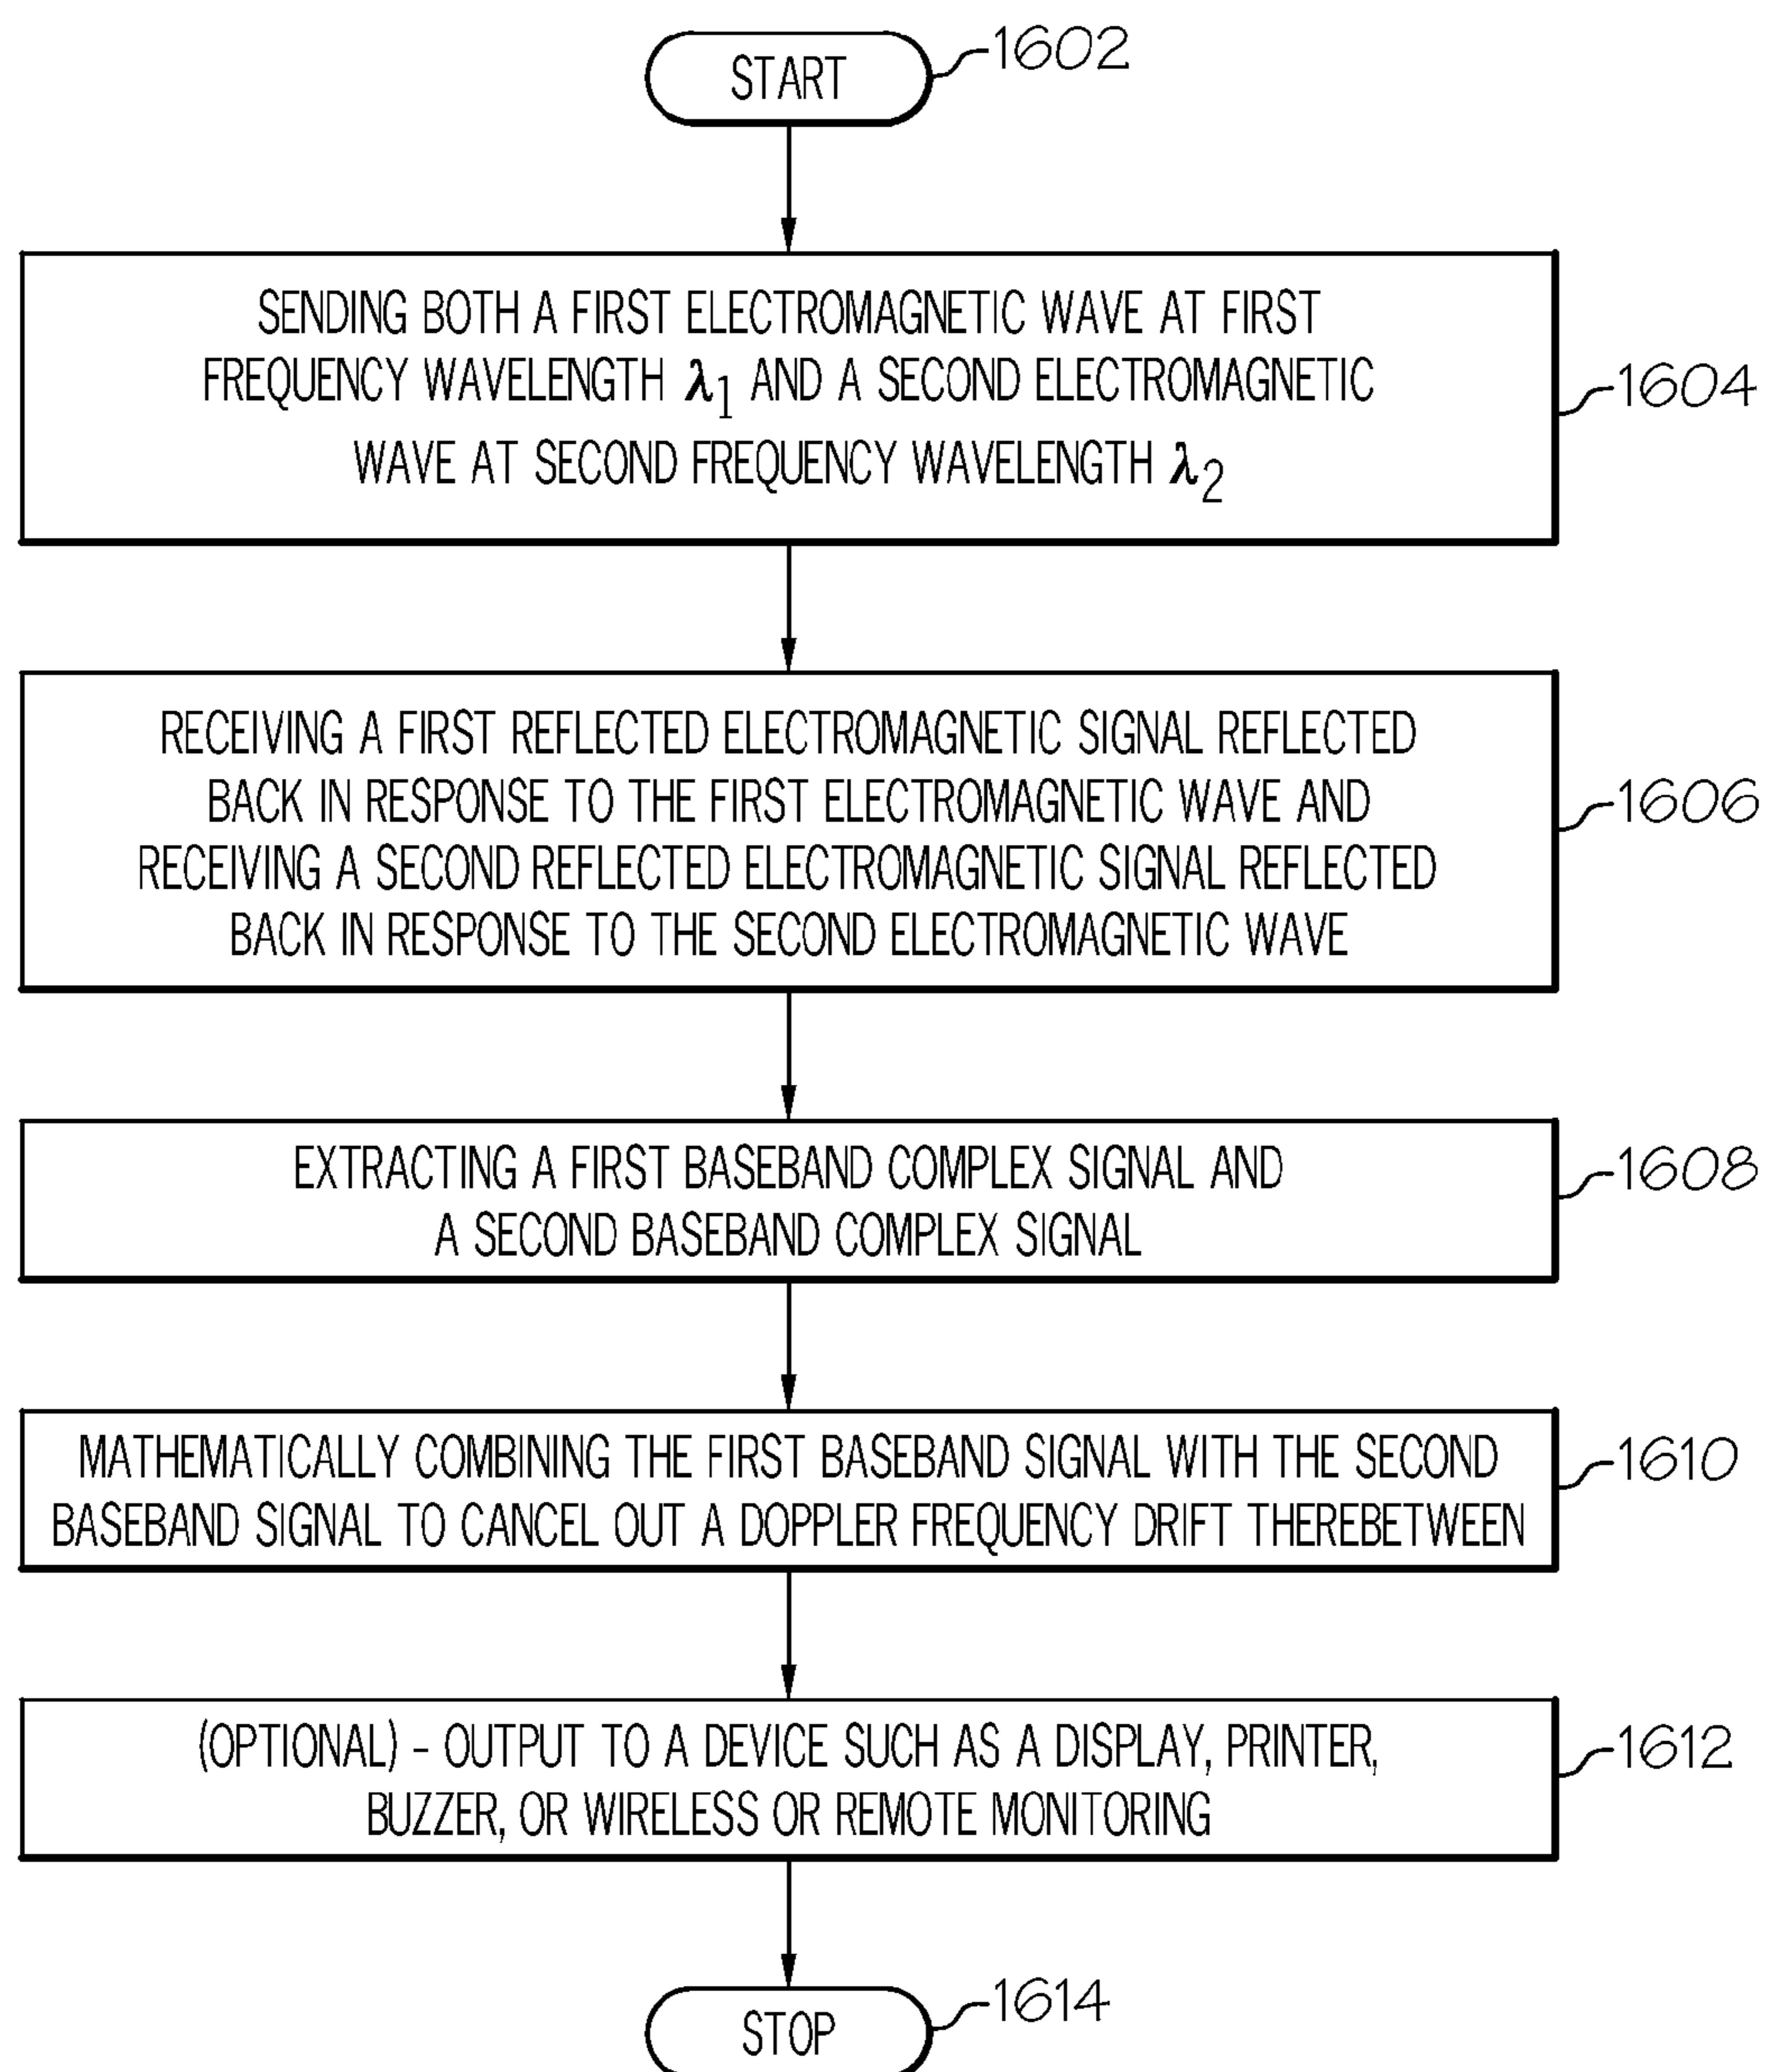 START
1602
SENDING BOTH A FIRST ELECTROMAGNETIC WAVE AT FIRST
FREQUENCY WAVELENGTH λ1 AND A SECOND ELECTROMAGNETIC
WAVE AT SECOND FREQUENCY WAVELENGTH λ2
1604
RECEIVING A FIRST REFLECTED ELECTROMAGNETIC SIGNAL REFLECTED
BACK IN RESPONSE TO THE FIRST ELECTROMAGNETIC WAVE AND
RECEIVING A SECOND REFLECTED ELECTROMAGNETIC SIGNAL REFLECTED
BACK IN RESPONSE TO THE SECOND ELECTROMAGNETIC WAVE
1606
EXTRACTING A FIRST BASEBAND COMPLEX SIGNAL AND
A SECOND BASEBAND COMPLEX SIGNAL
1608
MATHEMATICALLY COMBINING THE FIRST BASEBAND SIGNAL WITH THE SECOND
BASEBAND SIGNAL TO CANCEL OUT A DOPPLER FREQUENCY DRIFT THEREBETWEEN
1610
(OPTIONAL) – OUTPUT TO A DEVICE SUCH AS A DISPLAY, PRINTER,
BUZZER, OR WIRELESS OR REMOTE MONITORING
1612
STOP
1614